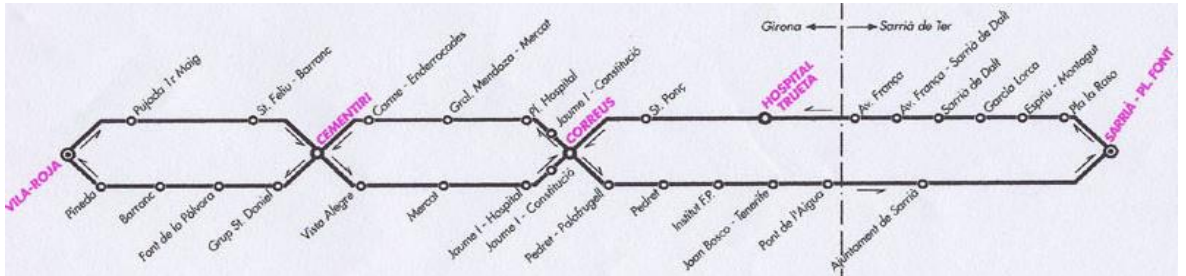 Girona
Sarrià de Ter
VILA-ROJA
Pujada 1r Maig
St. Feliu - Barranc
CEMENTIRI
Carme - Enderrocades
Gral. Mendoza - Mercat
Pl. Hospital
Jaume I - Constitució
CORREUS
St. Ponç
HOSPITAL
TRUETA
Av. França
Av. França - Sarrià de Dalt
Sarrià de Dalt
Garcia Lorca
Espriu - Montagut
Pla la Rasa
SARRIÀ - PL. FONT
Pineda
Barranc
Font de la Pólvora
Grup St. Daniel
Vista Alegre
Mercat
Jaume I - Hospital
Jaume I - Constitució
Pedret - Palafrugell
Pedret
Institut F.P.
Joan Bosco - Tenerife
Pont de l'Aigua
Ajuntament de Sarrià